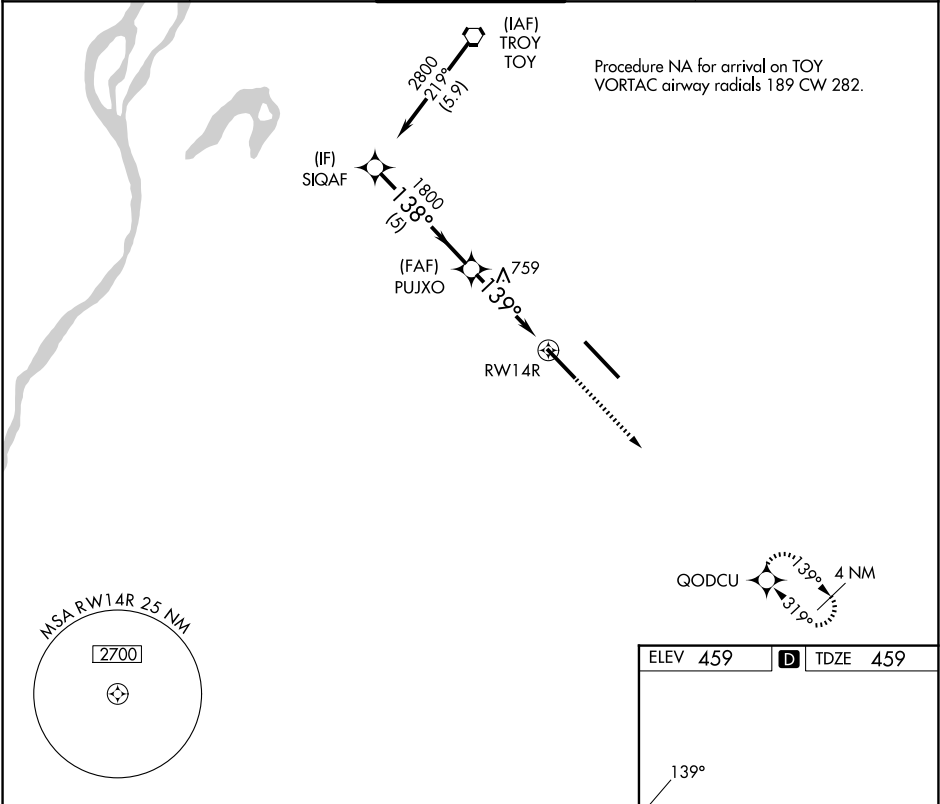 (IAF)
TROY
TOY
Procedure NA for arrival on TOY
VORTAC airway radials 189 CW 282.
2800
219°
(5.9)
(IF)
SIQAF
1800
138°
(5)
(FAF)
PUJXO
759
139°
RW14R
QODCU
139°
4 NM
319°
MSA RW14R 25 NM
2700
ELEV 459 D TDZE 459
139°